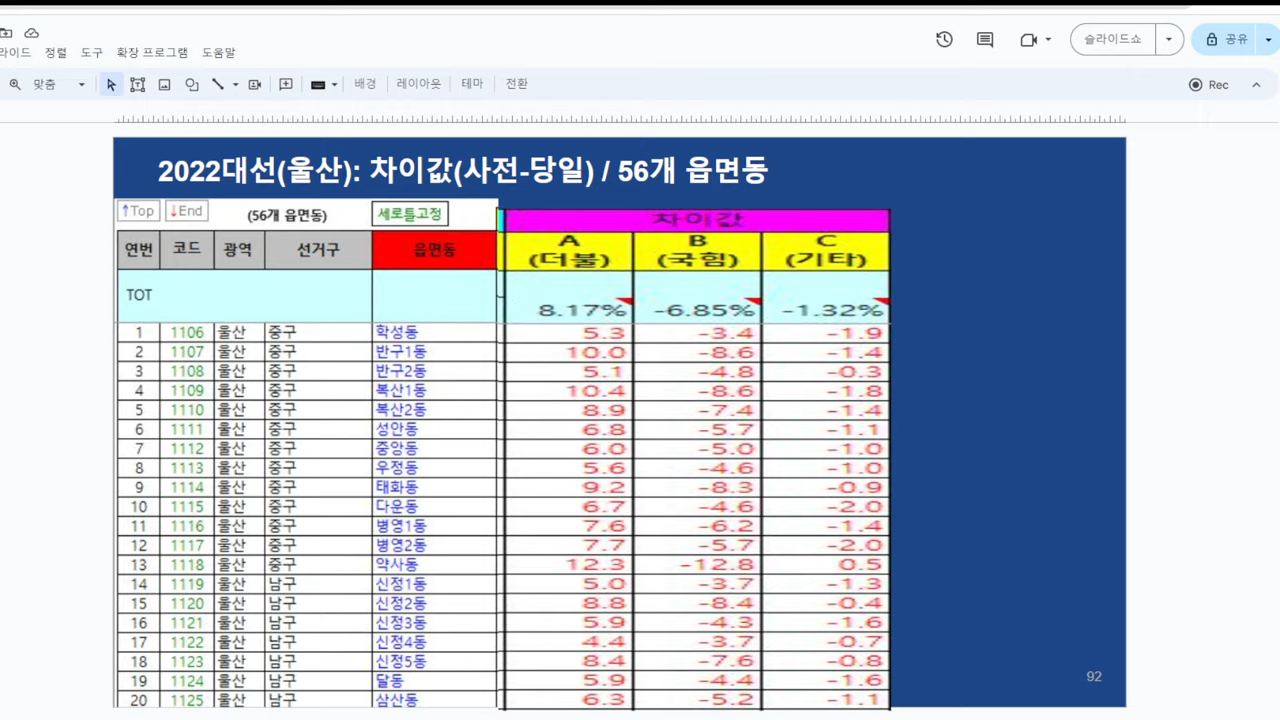 라이드 정렬 도구 확장 프로그램 도움말
슬라이드쇼 공유
맞춤 배경 레이아웃 테마 전환 Rec
2022대선(울산): 차이값(사전-당일) / 56개 읍면동
↑Top ↓End (56개 읍면동) 세로틀고정 차이값
연번 코드 광역 선거구 읍면동 A (더불) B (국힘) C (기타)
TOT 8.17% -6.85% -1.32%
1 1106 울산 중구 학성동 5.3 -3.4 -1.9
2 1107 울산 중구 반구1동 10.0 -8.6 -1.4
3 1108 울산 중구 반구2동 5.1 -4.8 -0.3
4 1109 울산 중구 복산1동 10.4 -8.6 -1.8
5 1110 울산 중구 복산2동 8.9 -7.4 -1.4
6 1111 울산 중구 성안동 6.8 -5.7 -1.1
7 1112 울산 중구 중앙동 6.0 -5.0 -1.0
8 1113 울산 중구 우정동 5.6 -4.6 -1.0
9 1114 울산 중구 태화동 9.2 -8.3 -0.9
10 1115 울산 중구 다운동 6.7 -4.6 -2.0
11 1116 울산 중구 병영1동 7.6 -6.2 -1.4
12 1117 울산 중구 병영2동 7.7 -5.7 -2.0
13 1118 울산 중구 약사동 12.3 -12.8 0.5
14 1119 울산 남구 신정1동 5.0 -3.7 -1.3
15 1120 울산 남구 신정2동 8.8 -8.4 -0.4
16 1121 울산 남구 신정3동 5.9 -4.3 -1.6
17 1122 울산 남구 신정4동 4.4 -3.7 -0.7
18 1123 울산 남구 신정5동 8.4 -7.6 -0.8
19 1124 울산 남구 달동 5.9 -4.4 -1.6
20 1125 울산 남구 삼산동 6.3 -5.2 -1.1
92